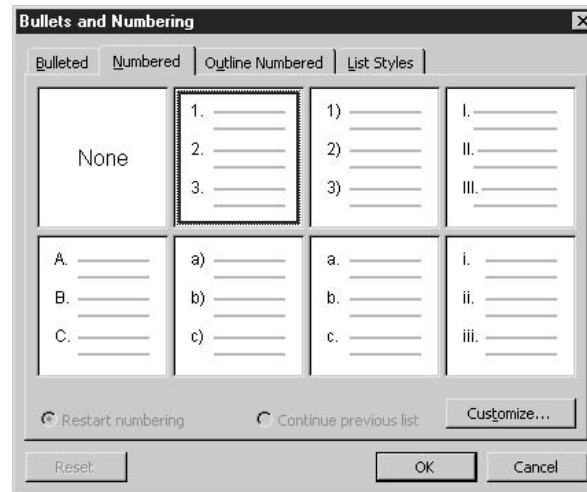 Bullets and Numbering
Bulleted Numbered Outline Numbered List Styles
None
1.
2.
3.
1)
2)
3)
I.
II.
III.
A.
B.
C.
a)
b)
c)
a.
b.
c.
i.
ii.
iii.
Restart numbering Continue previous list Customize...
Reset OK Cancel